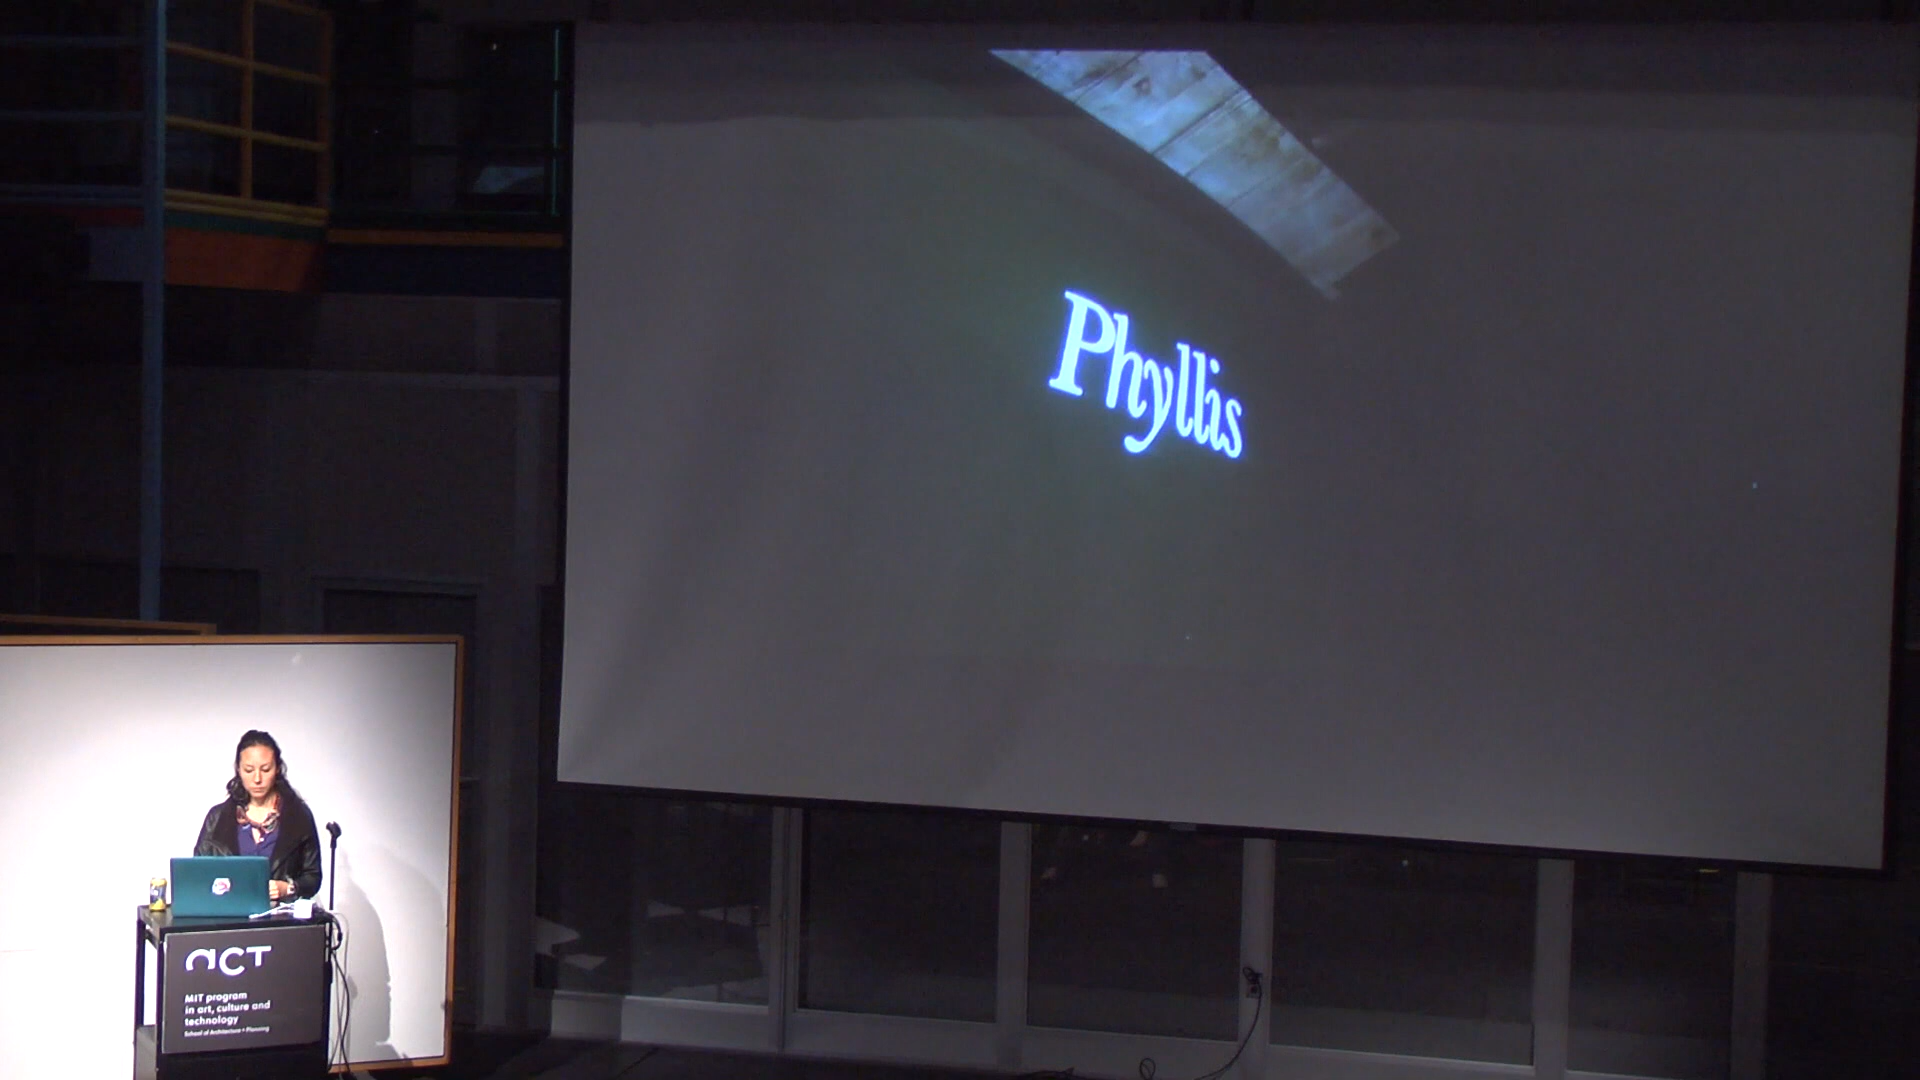 Phyllis
act
MIT program
in art, culture and
technology
School of Architecture + Planning